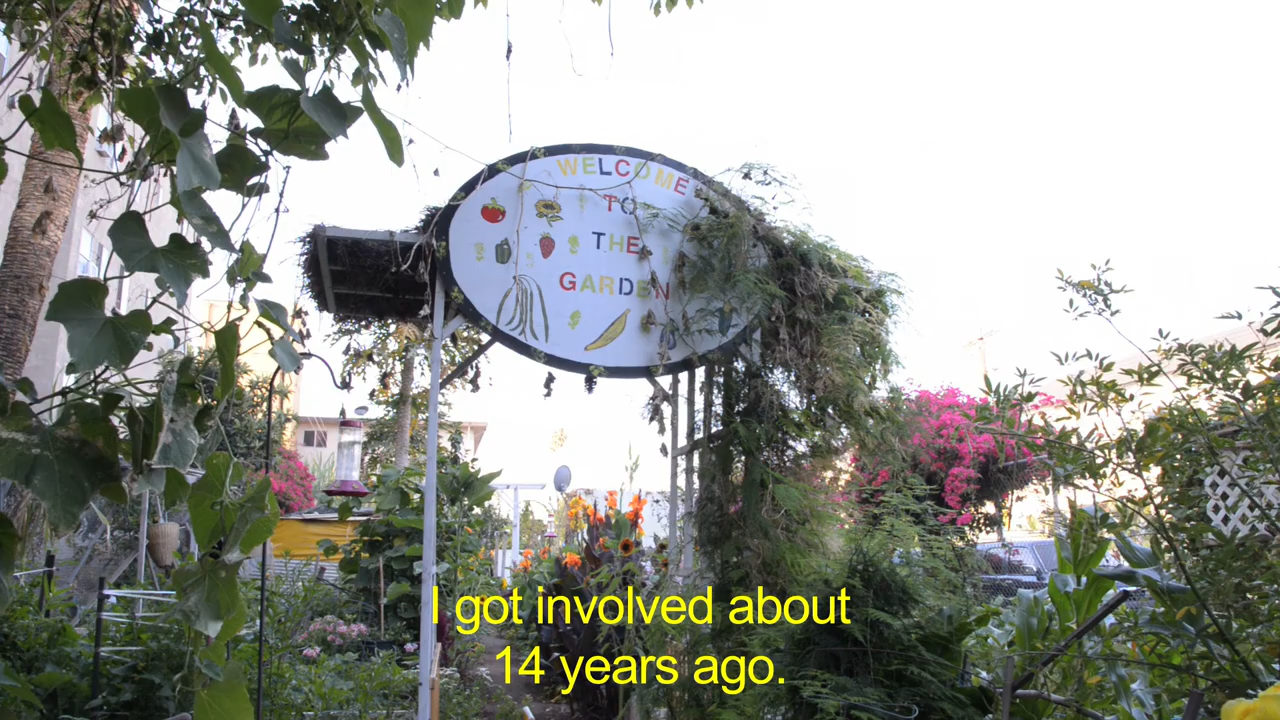 WELCOME
TO
THE
GARDEN
I got involved about
14 years ago.